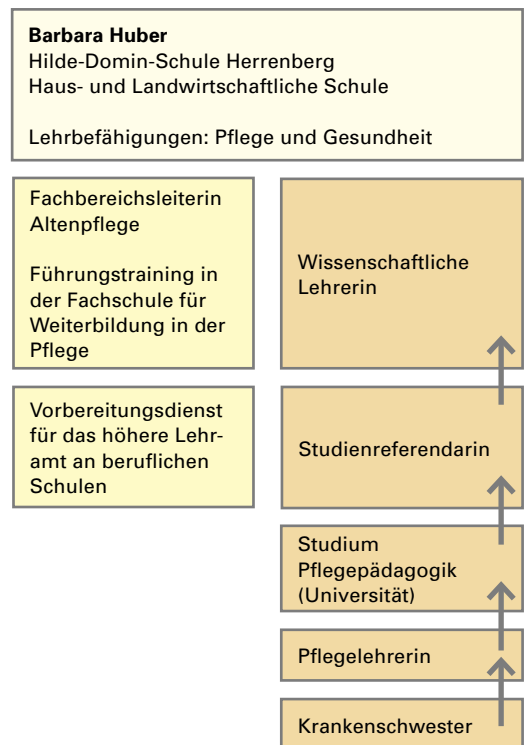 Barbara Huber
Hilde-Domin-Schule Herrenberg
Haus- und Landwirtschaftliche Schule
Lehrbefähigungen: Pflege und Gesundheit
Fachbereichsleiterin
Altenpflege
Führungstraining in
der Fachschule für
Weiterbildung in der
Pflege
Wissenschaftliche
Lehrerin
Vorbereitungsdienst
für das höhere Lehr-
amt an beruflichen
Schulen
Studienreferendarin
Studium
Pflegepädagogik
(Universität)
Pflegelehrerin
Krankenschwester